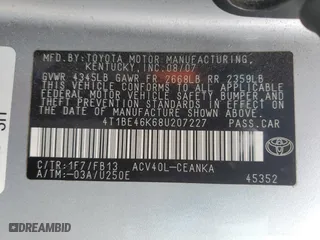 MFD. BY: TOYOTA MOTOR MANUFACTURING,
KENTUCKY, INC. 08/07
GVWR 4345LB GAWR FR 2668LB RR 2359LB
THIS VEHICLE CONFORMS TO ALL APPLICABLE
FEDERAL MOTOR VEHICLE SAFETY, BUMPER, AND
THEFT PREVENTION STANDARDS IN EFFECT ON
THE DATE OF MANUFACTURE SHOWN ABOVE.
4T1BE46K68U207227 PASS. CAR
C/TR: 1F7/FB13 ACV40L-CEANKA
A/TM: -03A/U250E
45352
AUTOHELPERBOT.COM